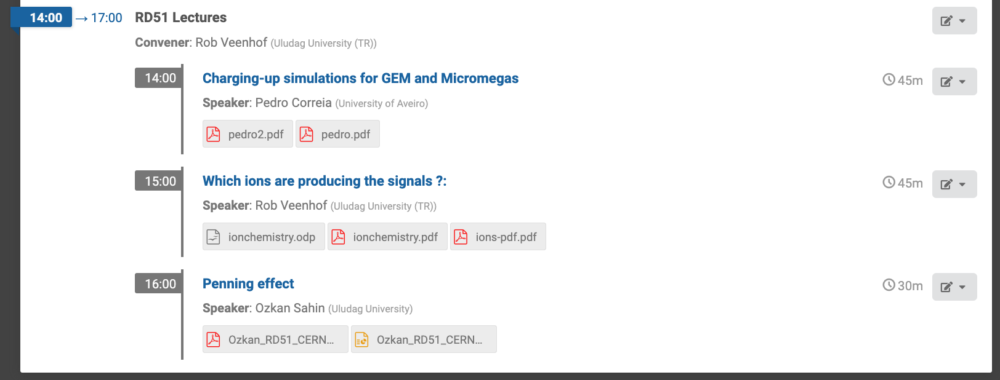 14:00 → 17:00 RD51 Lectures
Convener: Rob Veenhof (Uludag University (TR))
14:00 Charging-up simulations for GEM and Micromegas 45m
Speaker: Pedro Correia (University of Aveiro)
pedro2.pdf pedro.pdf
15:00 Which ions are producing the signals ?: 45m
Speaker: Rob Veenhof (Uludag University (TR))
ionchemistry.odp ionchemistry.pdf ions-pdf.pdf
16:00 Penning effect 30m
Speaker: Ozkan Sahin (Uludag University)
Ozkan_RD51_CERN... Ozkan_RD51_CERN...